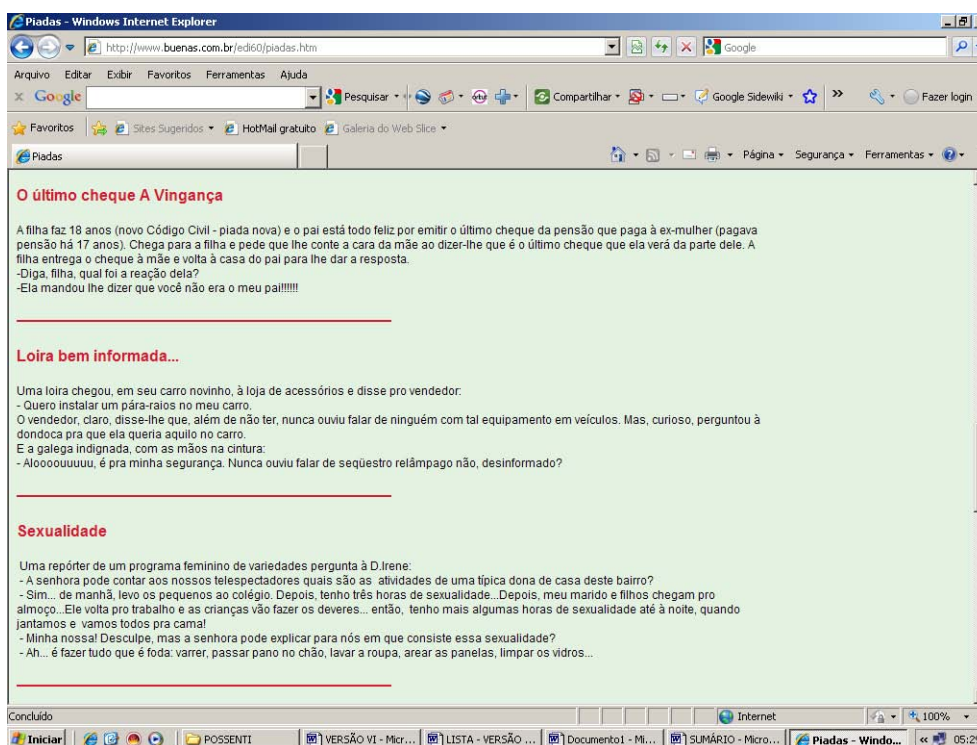 Piadas - Windows Internet Explorer
http://www.buenas.com.br/edi60/piadas.htm
Google
Arquivo Editar Exibir Favoritos Ferramentas Ajuda
x Google Pesquisar Compartilhar Google Sidewiki » Fazer login
Favoritos Sites Sugeridos HotMail gratuito Galeria do Web Slice
Piadas Página Segurança Ferramentas
O último cheque A Vingança
A filha faz 18 anos (novo Código Civil - piada nova) e o pai está todo feliz por emitir o último cheque da pensão que paga à ex-mulher (pagava
pensão há 17 anos). Chega para a filha e pede que lhe conte a cara da mãe ao dizer-lhe que é o último cheque que ela verá da parte dele. A
filha entrega o cheque à mãe e volta à casa do pai para lhe dar a resposta.
-Diga, filha, qual foi a reação dela?
-Ela mandou lhe dizer que você não era o meu pai!!!!!!
Loira bem informada...
Uma loira chegou, em seu carro novinho, à loja de acessórios e disse pro vendedor:
- Quero instalar um pára-raios no meu carro.
O vendedor, claro, disse-lhe que, além de não ter, nunca ouviu falar de ninguém com tal equipamento em veículos. Mas, curioso, perguntou à
dondoca pra que ela queria aquilo no carro.
E a galega indignada, com as mãos na cintura:
- Aloooouuuuu, é pra minha segurança. Nunca ouviu falar de seqüestro relâmpago não, desinformado?
Sexualidade
Uma repórter de um programa feminino de variedades pergunta à D.Irene:
- A senhora pode contar aos nossos telespectadores quais são as atividades de uma típica dona de casa deste bairro?
- Sim... de manhã, levo os pequenos ao colégio. Depois, tenho três horas de sexualidade...Depois, meu marido e filhos chegam pro
almoço...Ele volta pro trabalho e as crianças vão fazer os deveres... então, tenho mais algumas horas de sexualidade até à noite, quando
jantamos e vamos todos pra cama!
- Minha nossa! Desculpe, mas a senhora pode explicar para nós em que consiste essa sexualidade?
- Ah... é fazer tudo que é foda: varrer, passar pano no chão, lavar a roupa, arear as panelas, limpar os vidros...
Concluído Internet 100%
Iniciar POSSENTI VERSÃO VI - Micr... LISTA - VERSÃO ... Documento1 - Mi... SUMÁRIO - Micro... Piadas - Windo... «